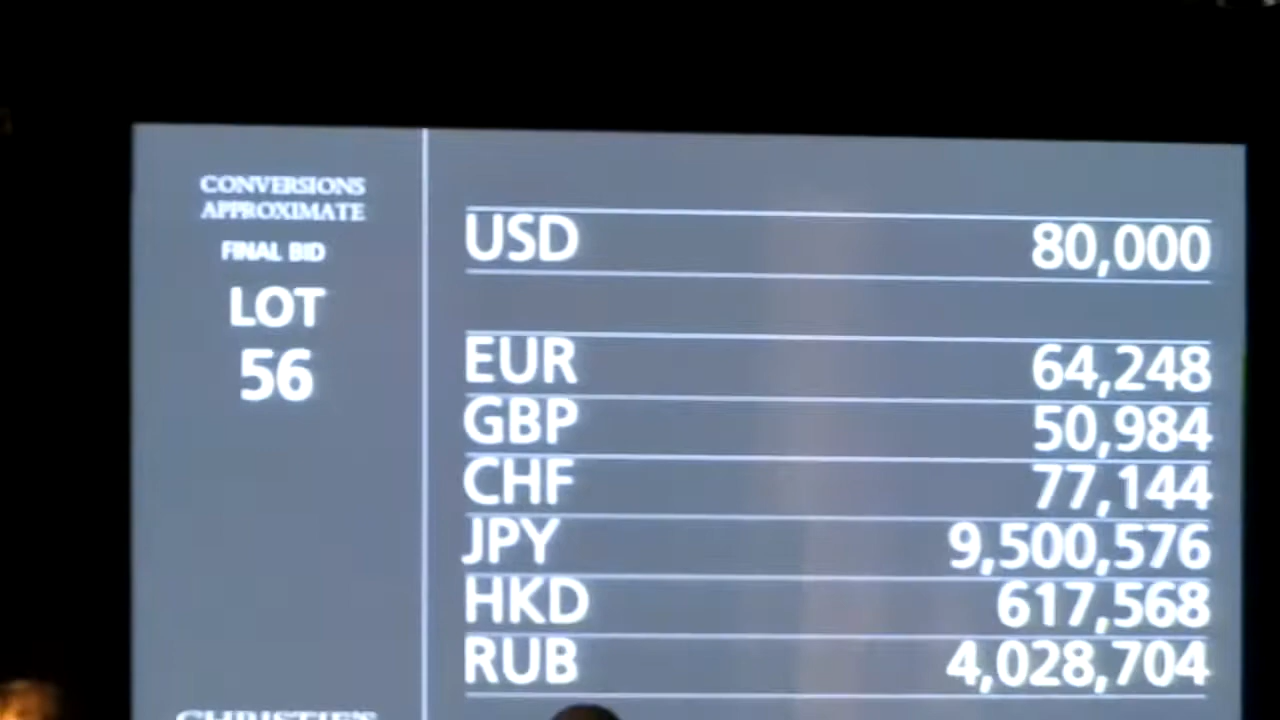 CONVERSIONS
APPROXIMATE
FINAL BID
LOT
56
USD 80,000
EUR 64,248
GBP 50,984
CHF 77,144
JPY 9,500,576
HKD 617,568
RUB 4,028,704
CHRISTIE'S